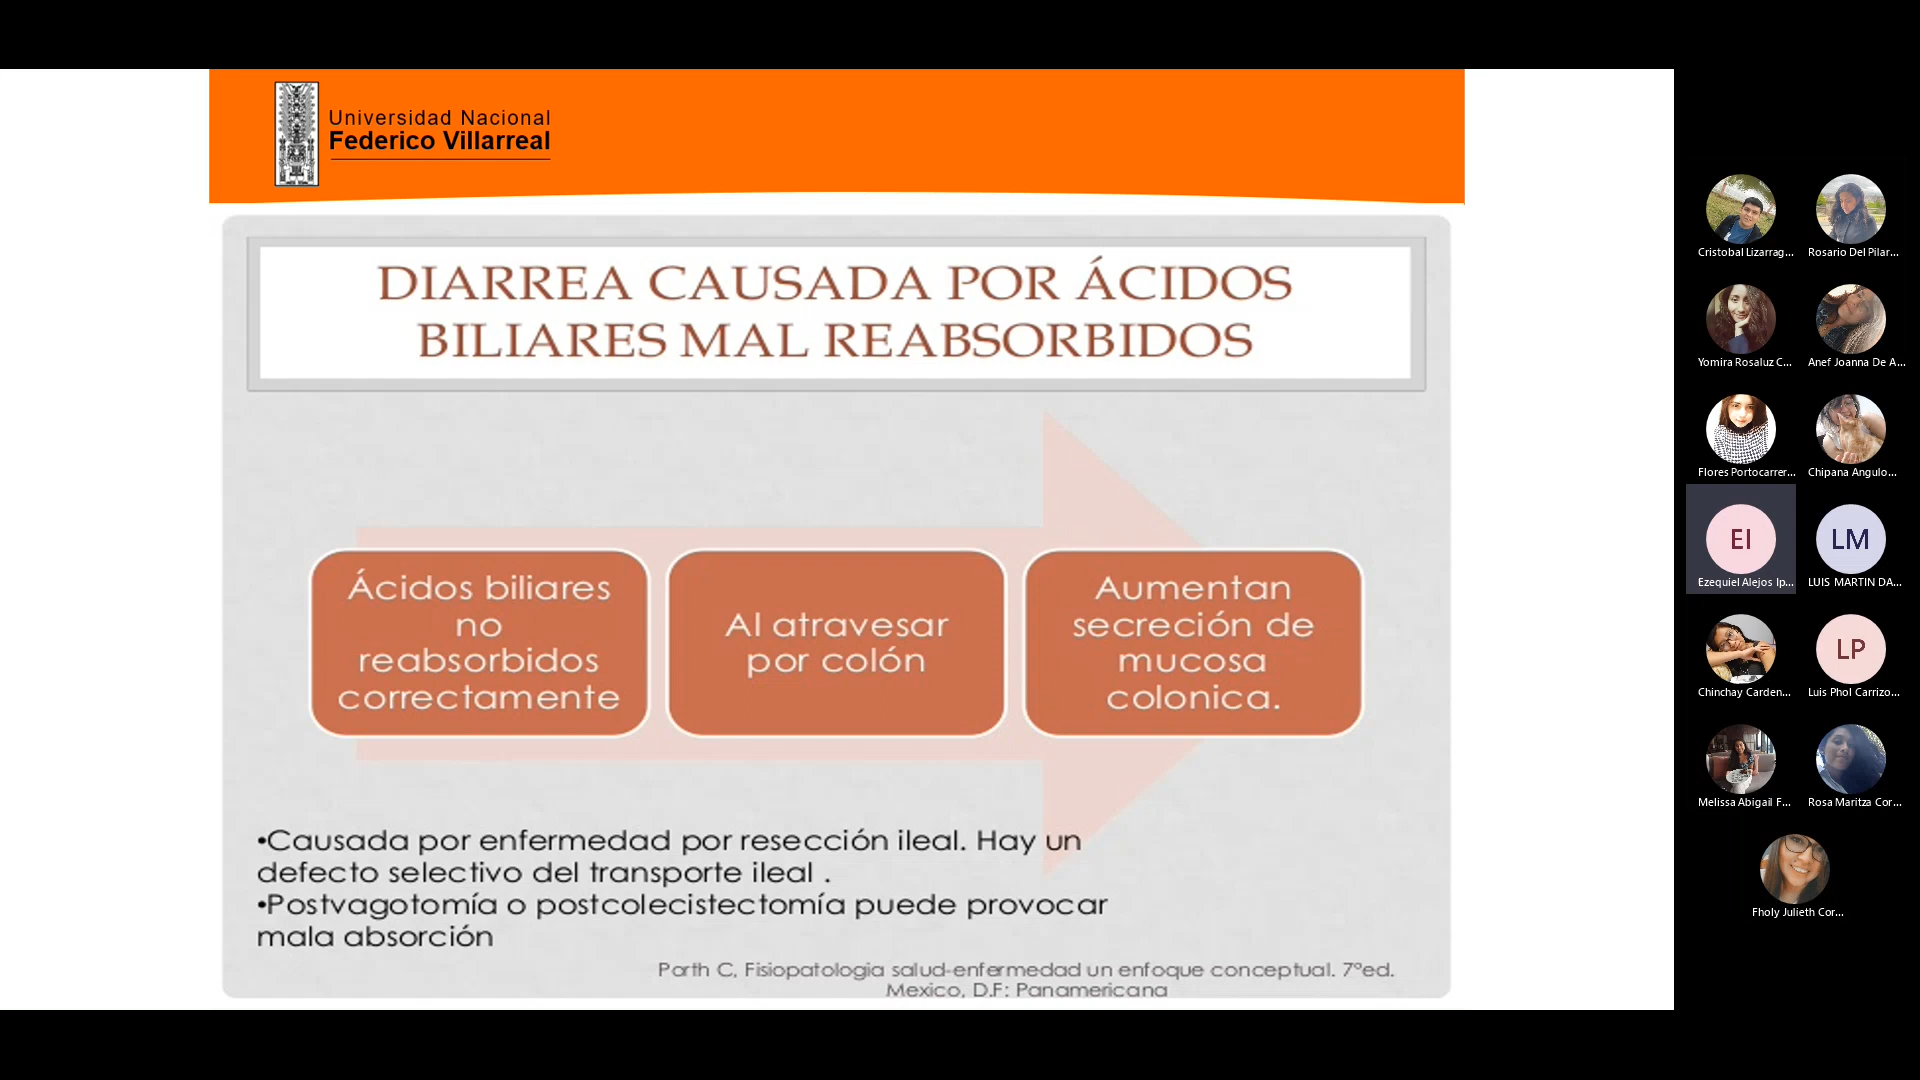 Universidad Nacional
Federico Villarreal
DIARREA CAUSADA POR ÁCIDOS
BILIARES MAL REABSORBIDOS
Ácidos biliares
no
reabsorbidos
correctamente
Al atravesar
por colón
Aumentan
secreción de
mucosa
colonica.
•Causada por enfermedad por resección ileal. Hay un
defecto selectivo del transporte ileal .
•Postvagotomía o postcolecistectomía puede provocar
mala absorción
Porth C, Fisiopatologia salud-enfermedad un enfoque conceptual. 7ºed.
Mexico, D.F: Panamericana
Cristobal Lizarrag...
Rosario Del Pilar...
Yomira Rosaluz C...
Anef Joanna De A...
Flores Portocarrer...
Chipana Angulo...
EI
Ezequiel Alejos Ip...
LM
LUIS MARTIN DA...
Chinchay Carden...
LP
Luis Phol Carrizo...
Melissa Abigail F...
Rosa Maritza Cor...
Fholy Julieth Cor...